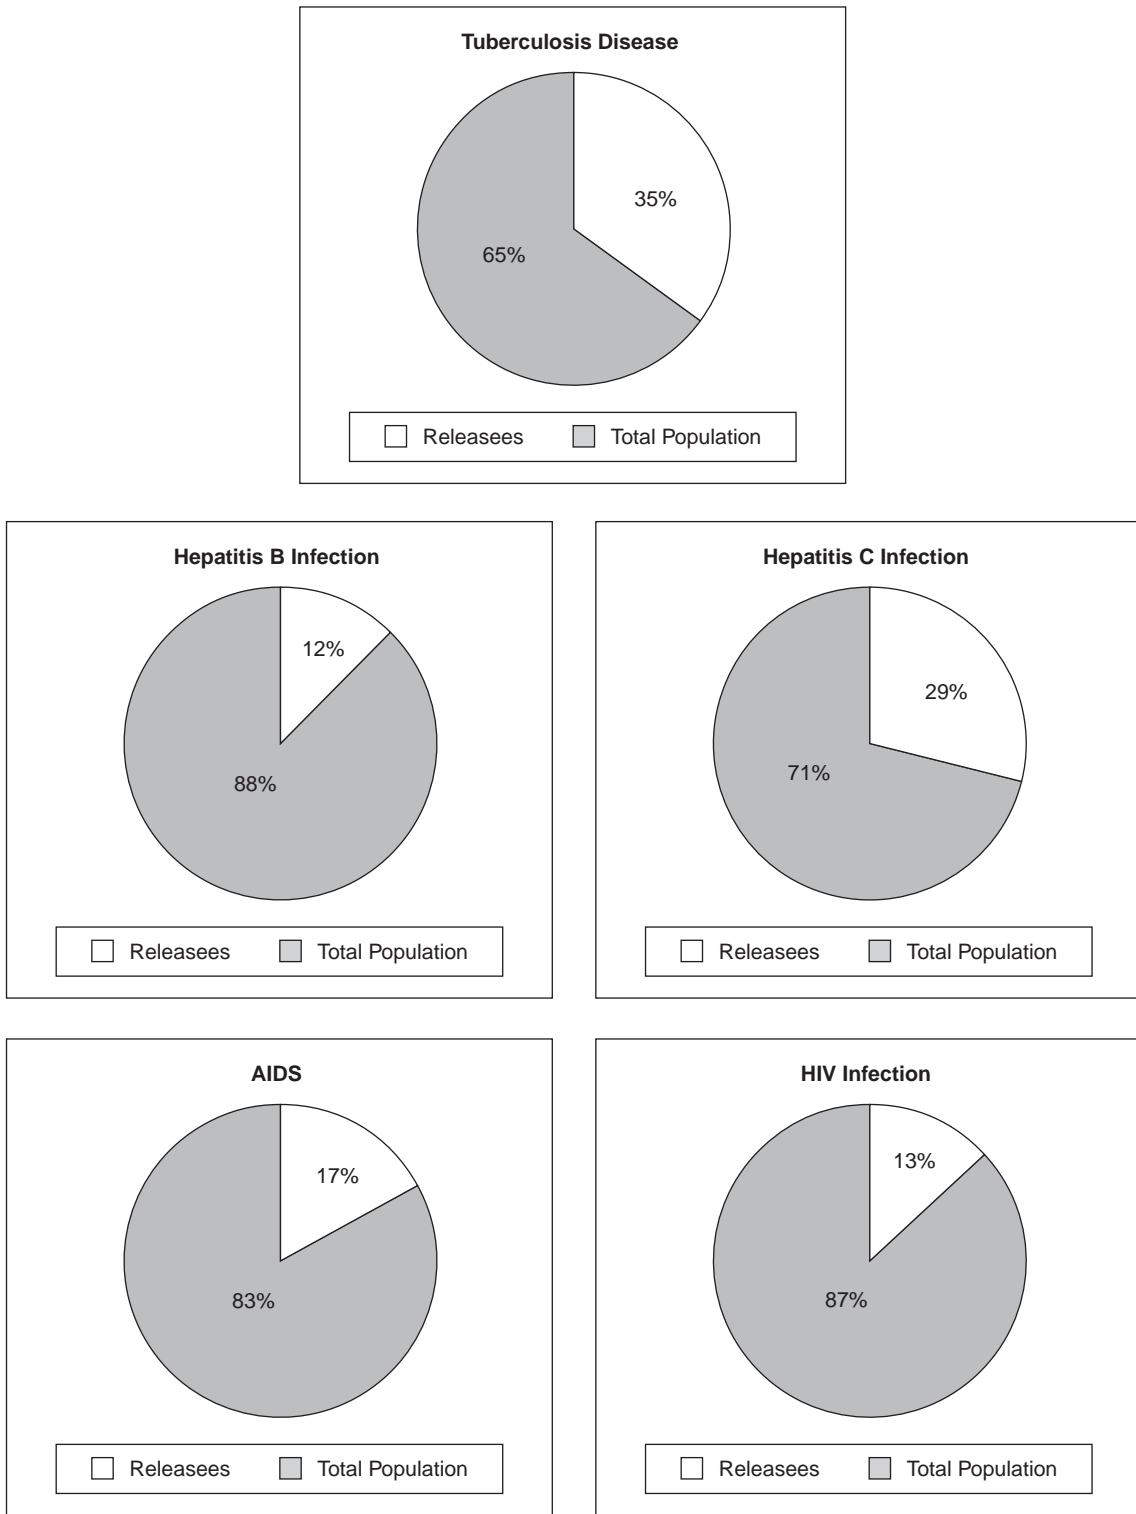 Tuberculosis Disease
35%
65%
Releasees Total Population
Hepatitis B Infection
12%
88%
Releasees Total Population
Hepatitis C Infection
29%
71%
Releasees Total Population
AIDS
17%
83%
Releasees Total Population
HIV Infection
13%
87%
Releasees Total Population